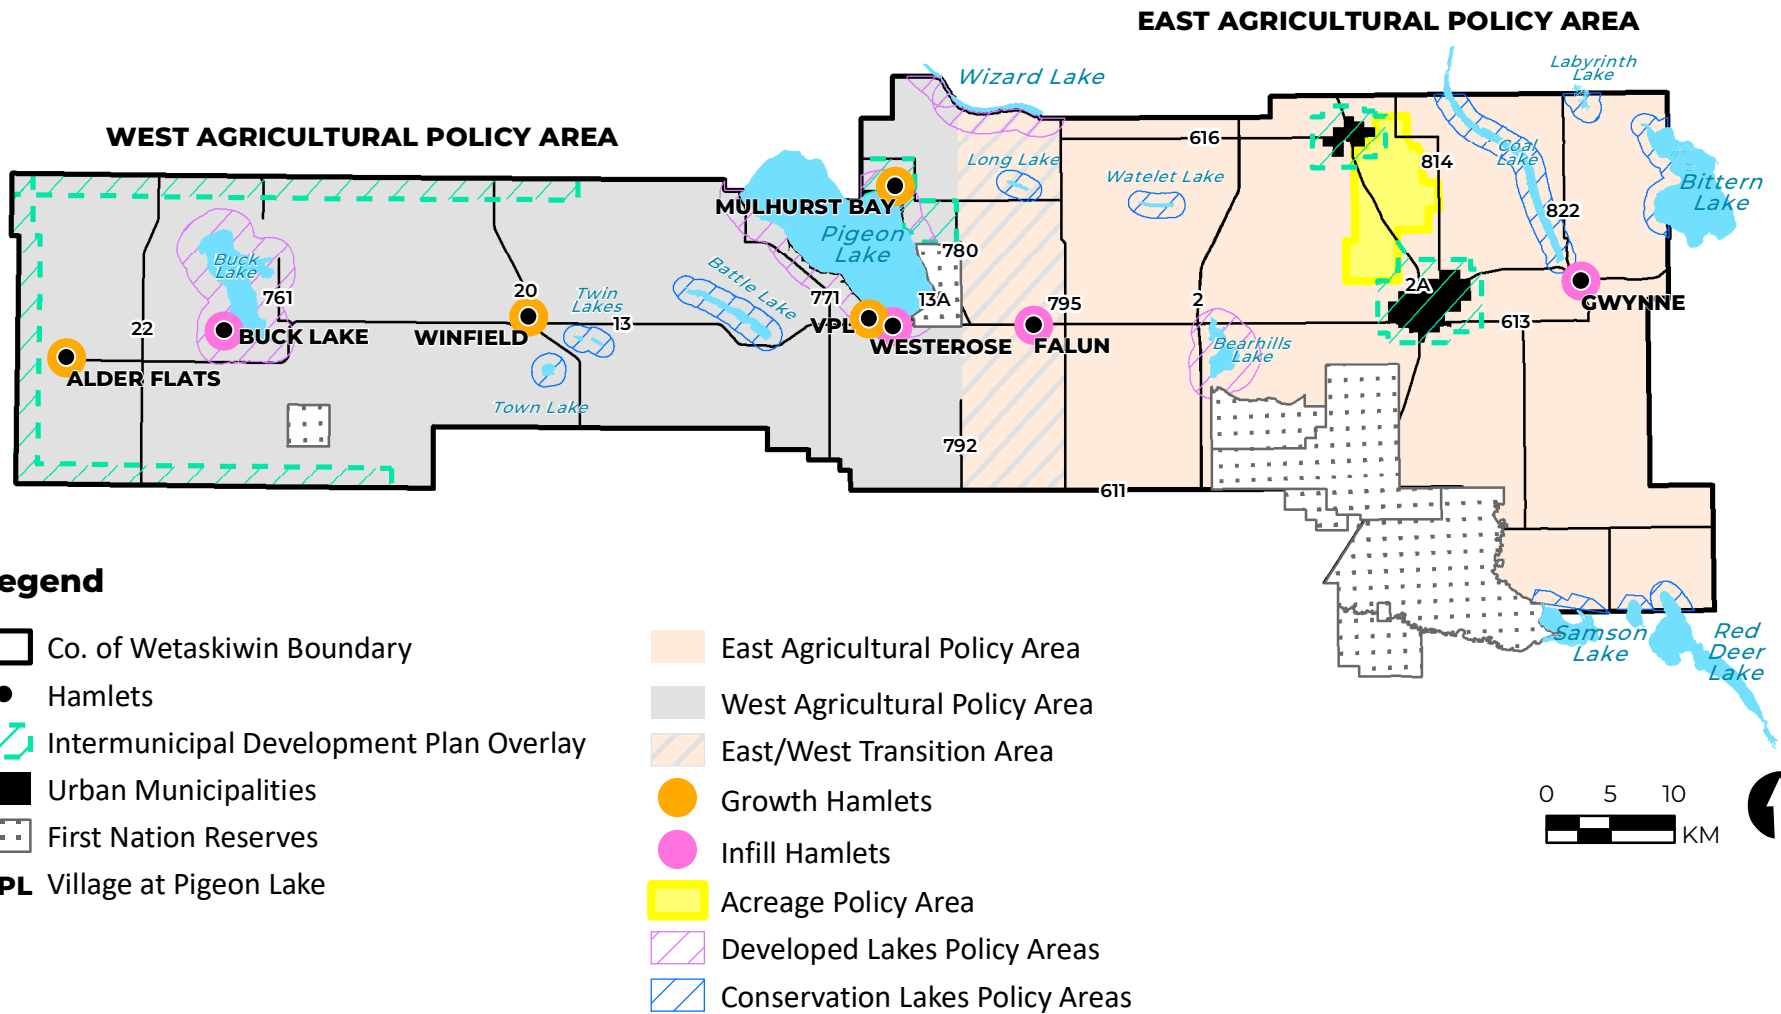 EAST AGRICULTURAL POLICY AREA
Labyrinth
Lake
Wizard Lake
WEST AGRICULTURAL POLICY AREA
616
Coal
Lake
Long Lake
814
Watelet Lake
Bittern
Lake
MULHURST BAY
822
Pigeon
Lake
780
Buck
Lake
Battle Lake
761
20
Twin
Lakes
771
13A
795
2
2A
GWYNNE
22
BUCK LAKE
WINFIELD
13
VPL
WESTEROSE
FALUN
613
Bearhills
Lake
ALDER FLATS
Town Lake
792
611
egend
Co. of Wetaskiwin Boundary
Hamlets
Intermunicipal Development Plan Overlay
Urban Municipalities
First Nation Reserves
PL Village at Pigeon Lake
East Agricultural Policy Area
West Agricultural Policy Area
East/West Transition Area
Growth Hamlets
Infill Hamlets
Acreage Policy Area
Developed Lakes Policy Areas
Conservation Lakes Policy Areas
Samson
Lake
Red
Deer
Lake
0 5 10
KM